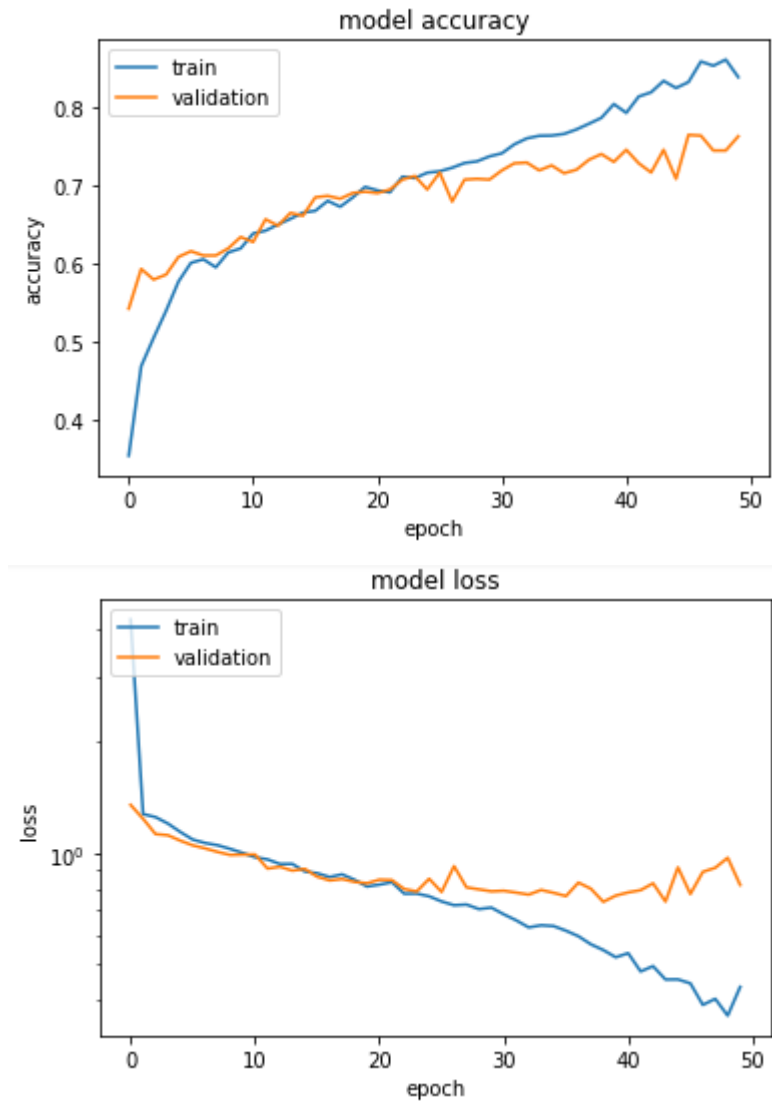 model accuracy
train
validation
0.8
0.7
0.6
0.5
0.4
accuracy
0 10 20 30 40 50
epoch
model loss
train
validation
10⁰
loss
0 10 20 30 40 50
epoch